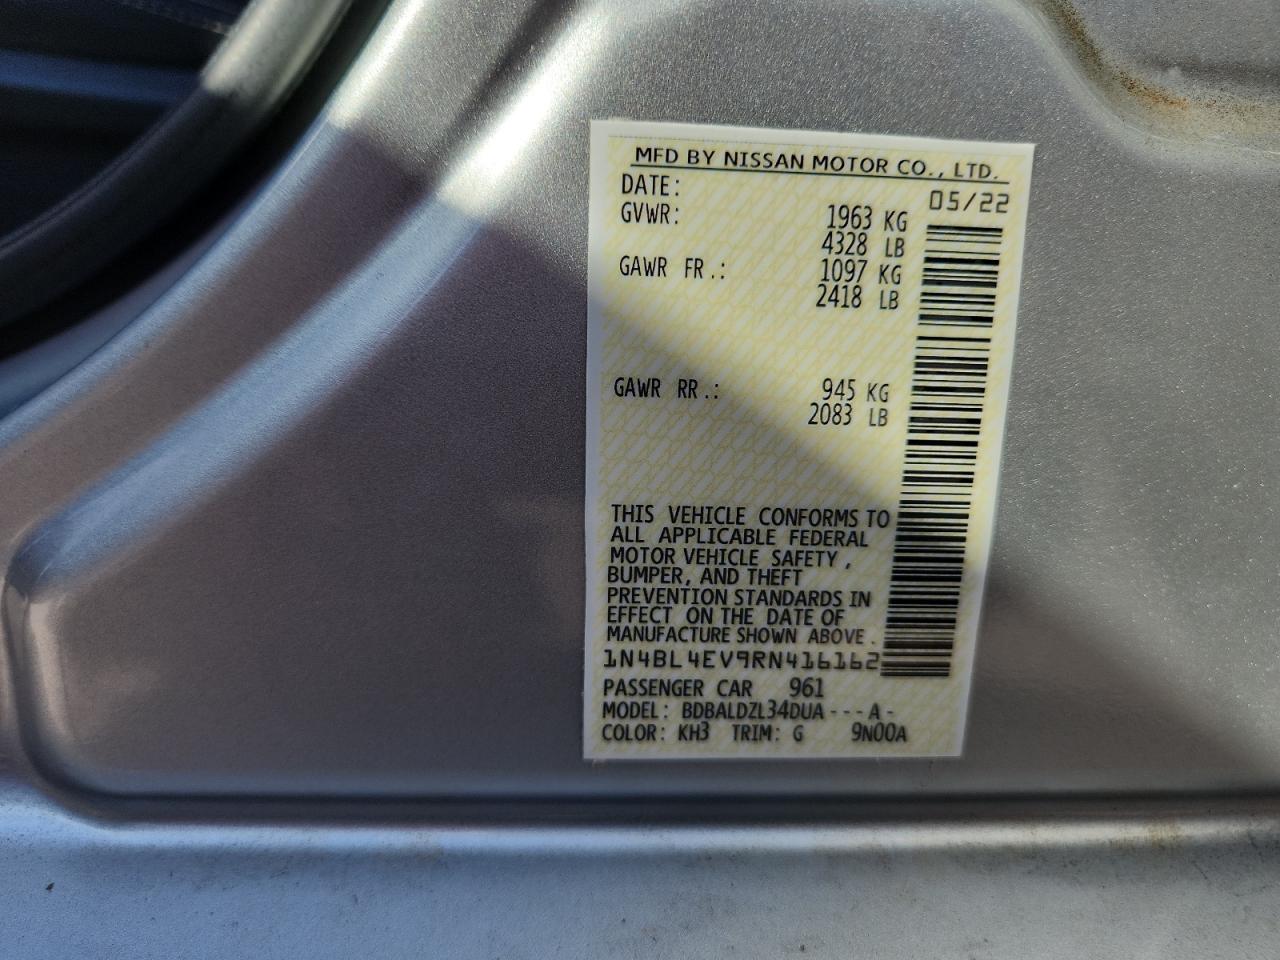 MFD BY NISSAN MOTOR CO., LTD.
DATE: 05/22
GVWR: 1963 KG
4328 LB
GAWR FR.: 1097 KG
2418 LB
GAWR RR.: 945 KG
2083 LB
THIS VEHICLE CONFORMS TO
ALL APPLICABLE FEDERAL
MOTOR VEHICLE SAFETY,
BUMPER, AND THEFT
PREVENTION STANDARDS IN
EFFECT ON THE DATE OF
MANUFACTURE SHOWN ABOVE.
1N4BL4EV9RN416162
PASSENGER CAR 961
MODEL: BDBALDZL34DUA---A-
COLOR: KH3 TRIM: G 9N00A